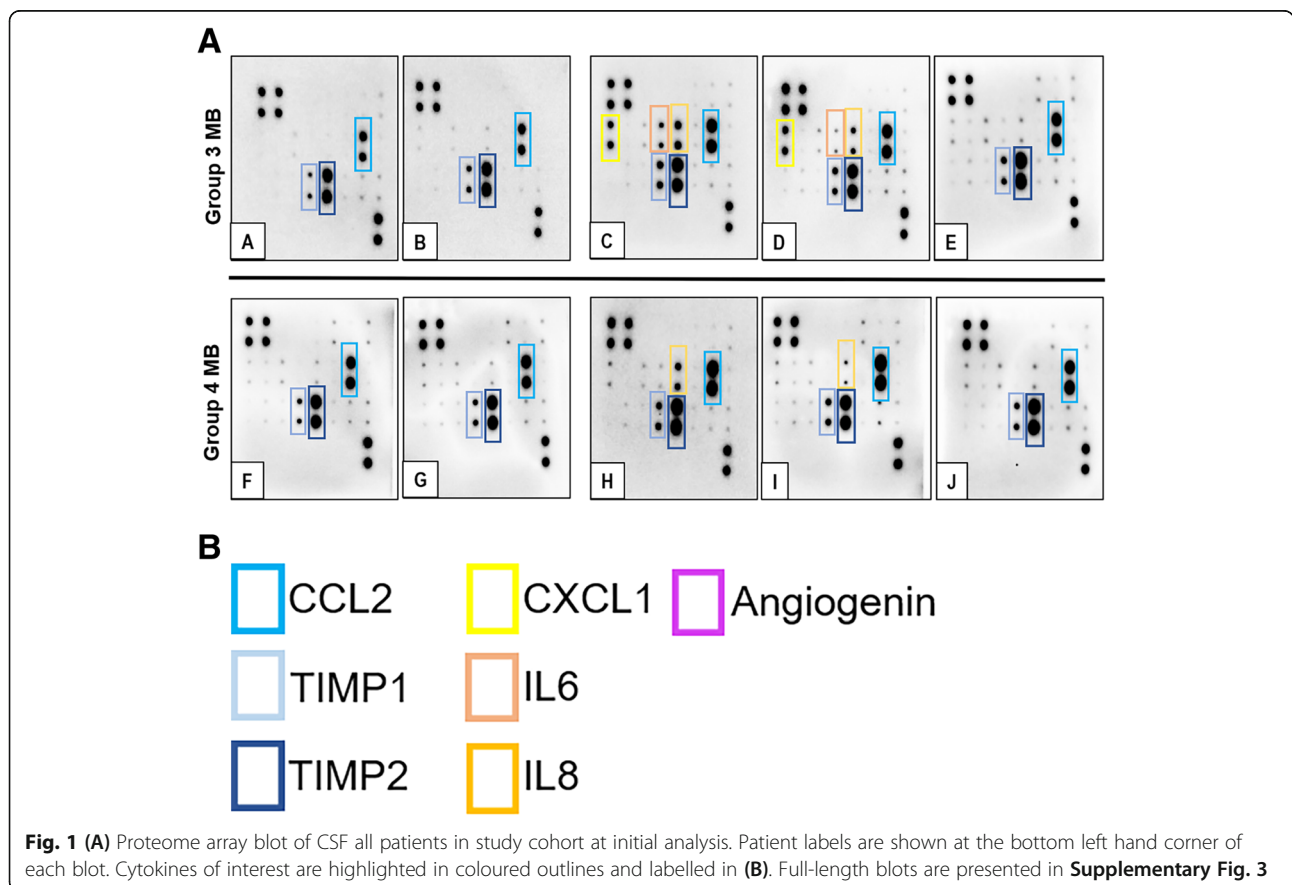 A
Group 3 MB
A
B
C
D
E
Group 4 MB
F
G
H
I
J
B
CCL2
CXCL1
Angiogenin
TIMP1
IL6
TIMP2
IL8
Fig. 1 (A) Proteome array blot of CSF all patients in study cohort at initial analysis. Patient labels are shown at the bottom left hand corner of
each blot. Cytokines of interest are highlighted in coloured outlines and labelled in (B). Full-length blots are presented in Supplementary Fig. 3